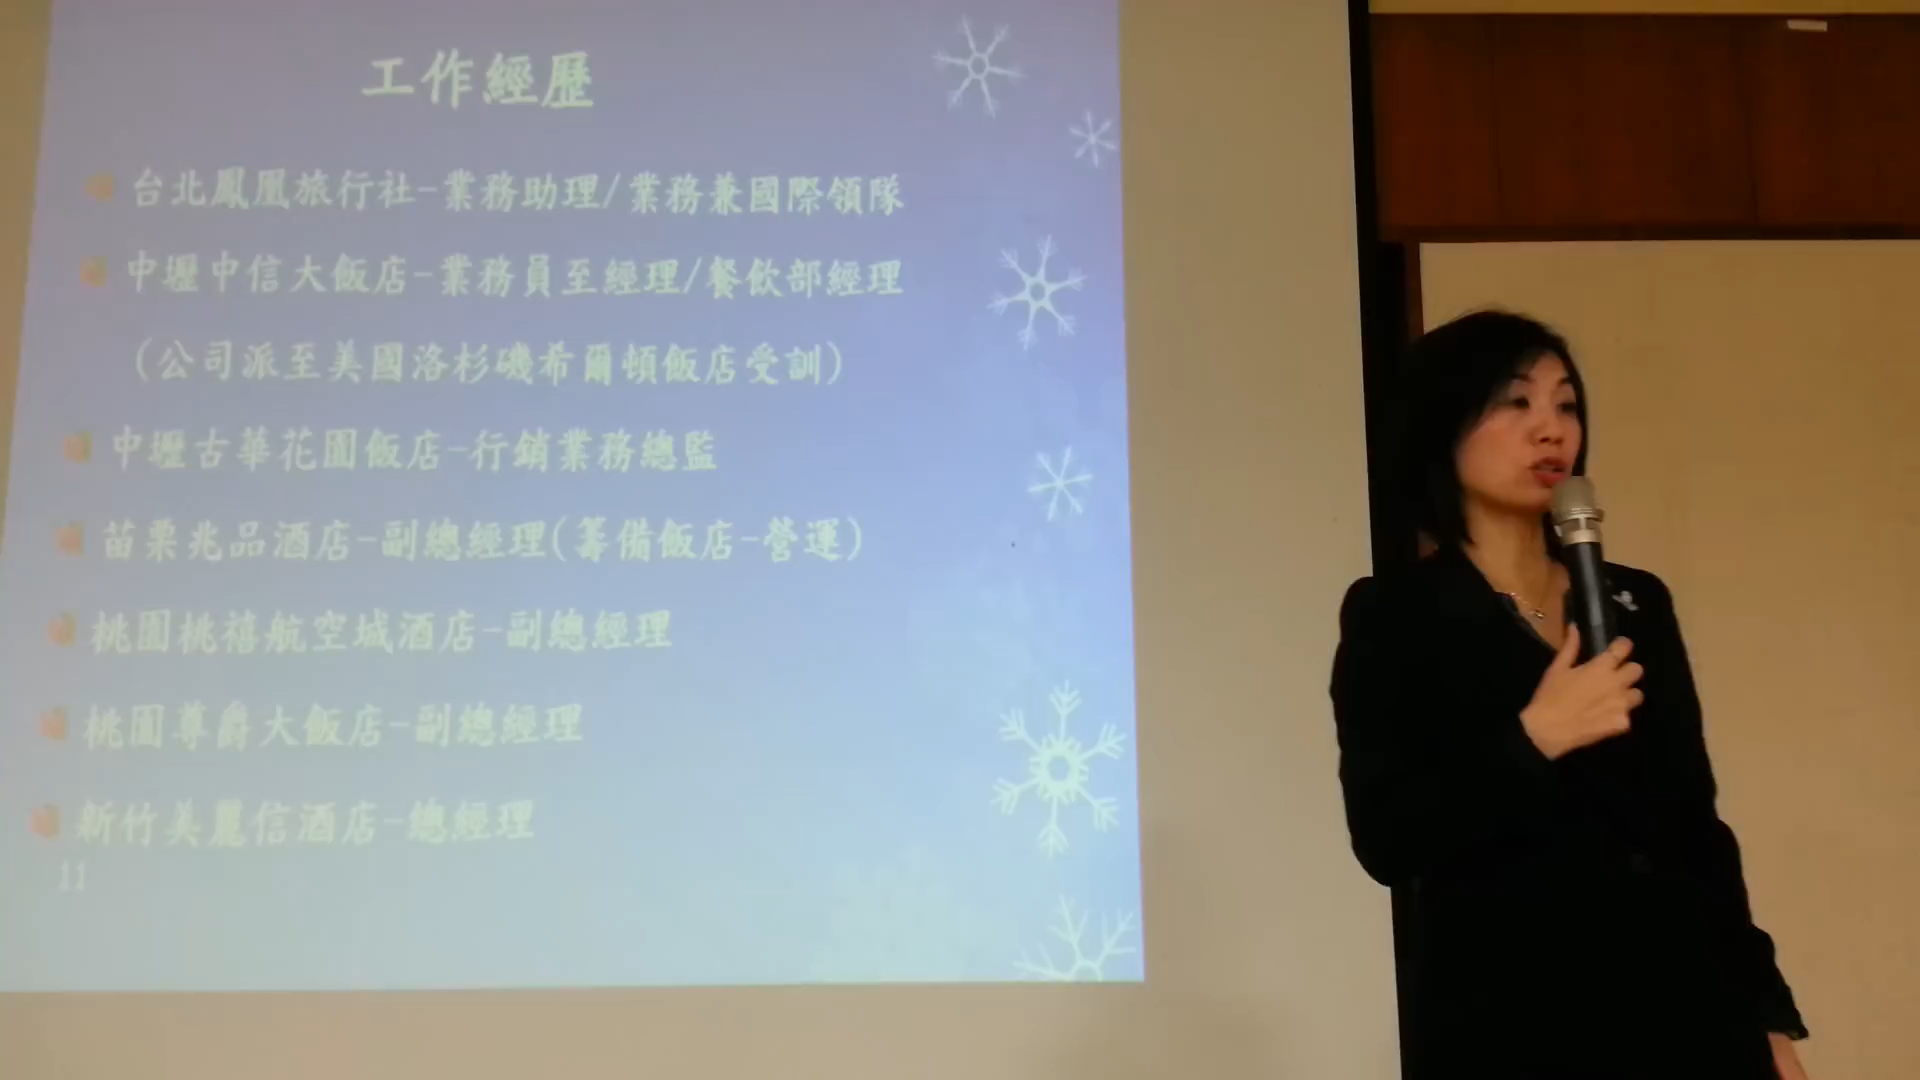 工作經歷
台北鳳凰旅行社-業務助理/業務兼國際領隊
中壢中信大飯店-業務員至經理/餐飲部經理
(公司派至美國洛杉磯希爾頓飯店受訓)
中壢古華花園飯店-行銷業務總監
苗栗兆品酒店-副總經理(籌備飯店-營運)
桃園桃禧航空城酒店-副總經理
桃園尊爵大飯店-副總經理
新竹美麗信酒店-總經理
11